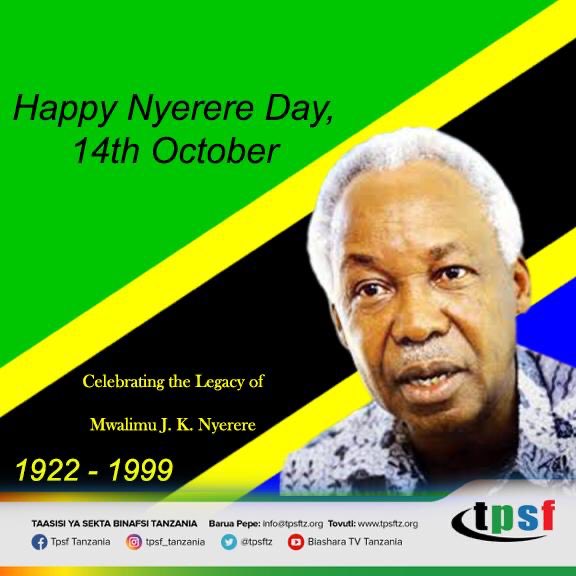 Happy Nyerere Day,
14th October
Celebrating the Legacy of
Mwalimu J. K. Nyerere
1922 - 1999
tpsf
TAASISI YA SEKTA BINAFSI TANZANIA Barua Pepe: info@tpsftz.org Tovuti: www.tpsftz.org
Tpsf Tanzania tpsf_tanzania @tpsftz Biashara TV Tanzania